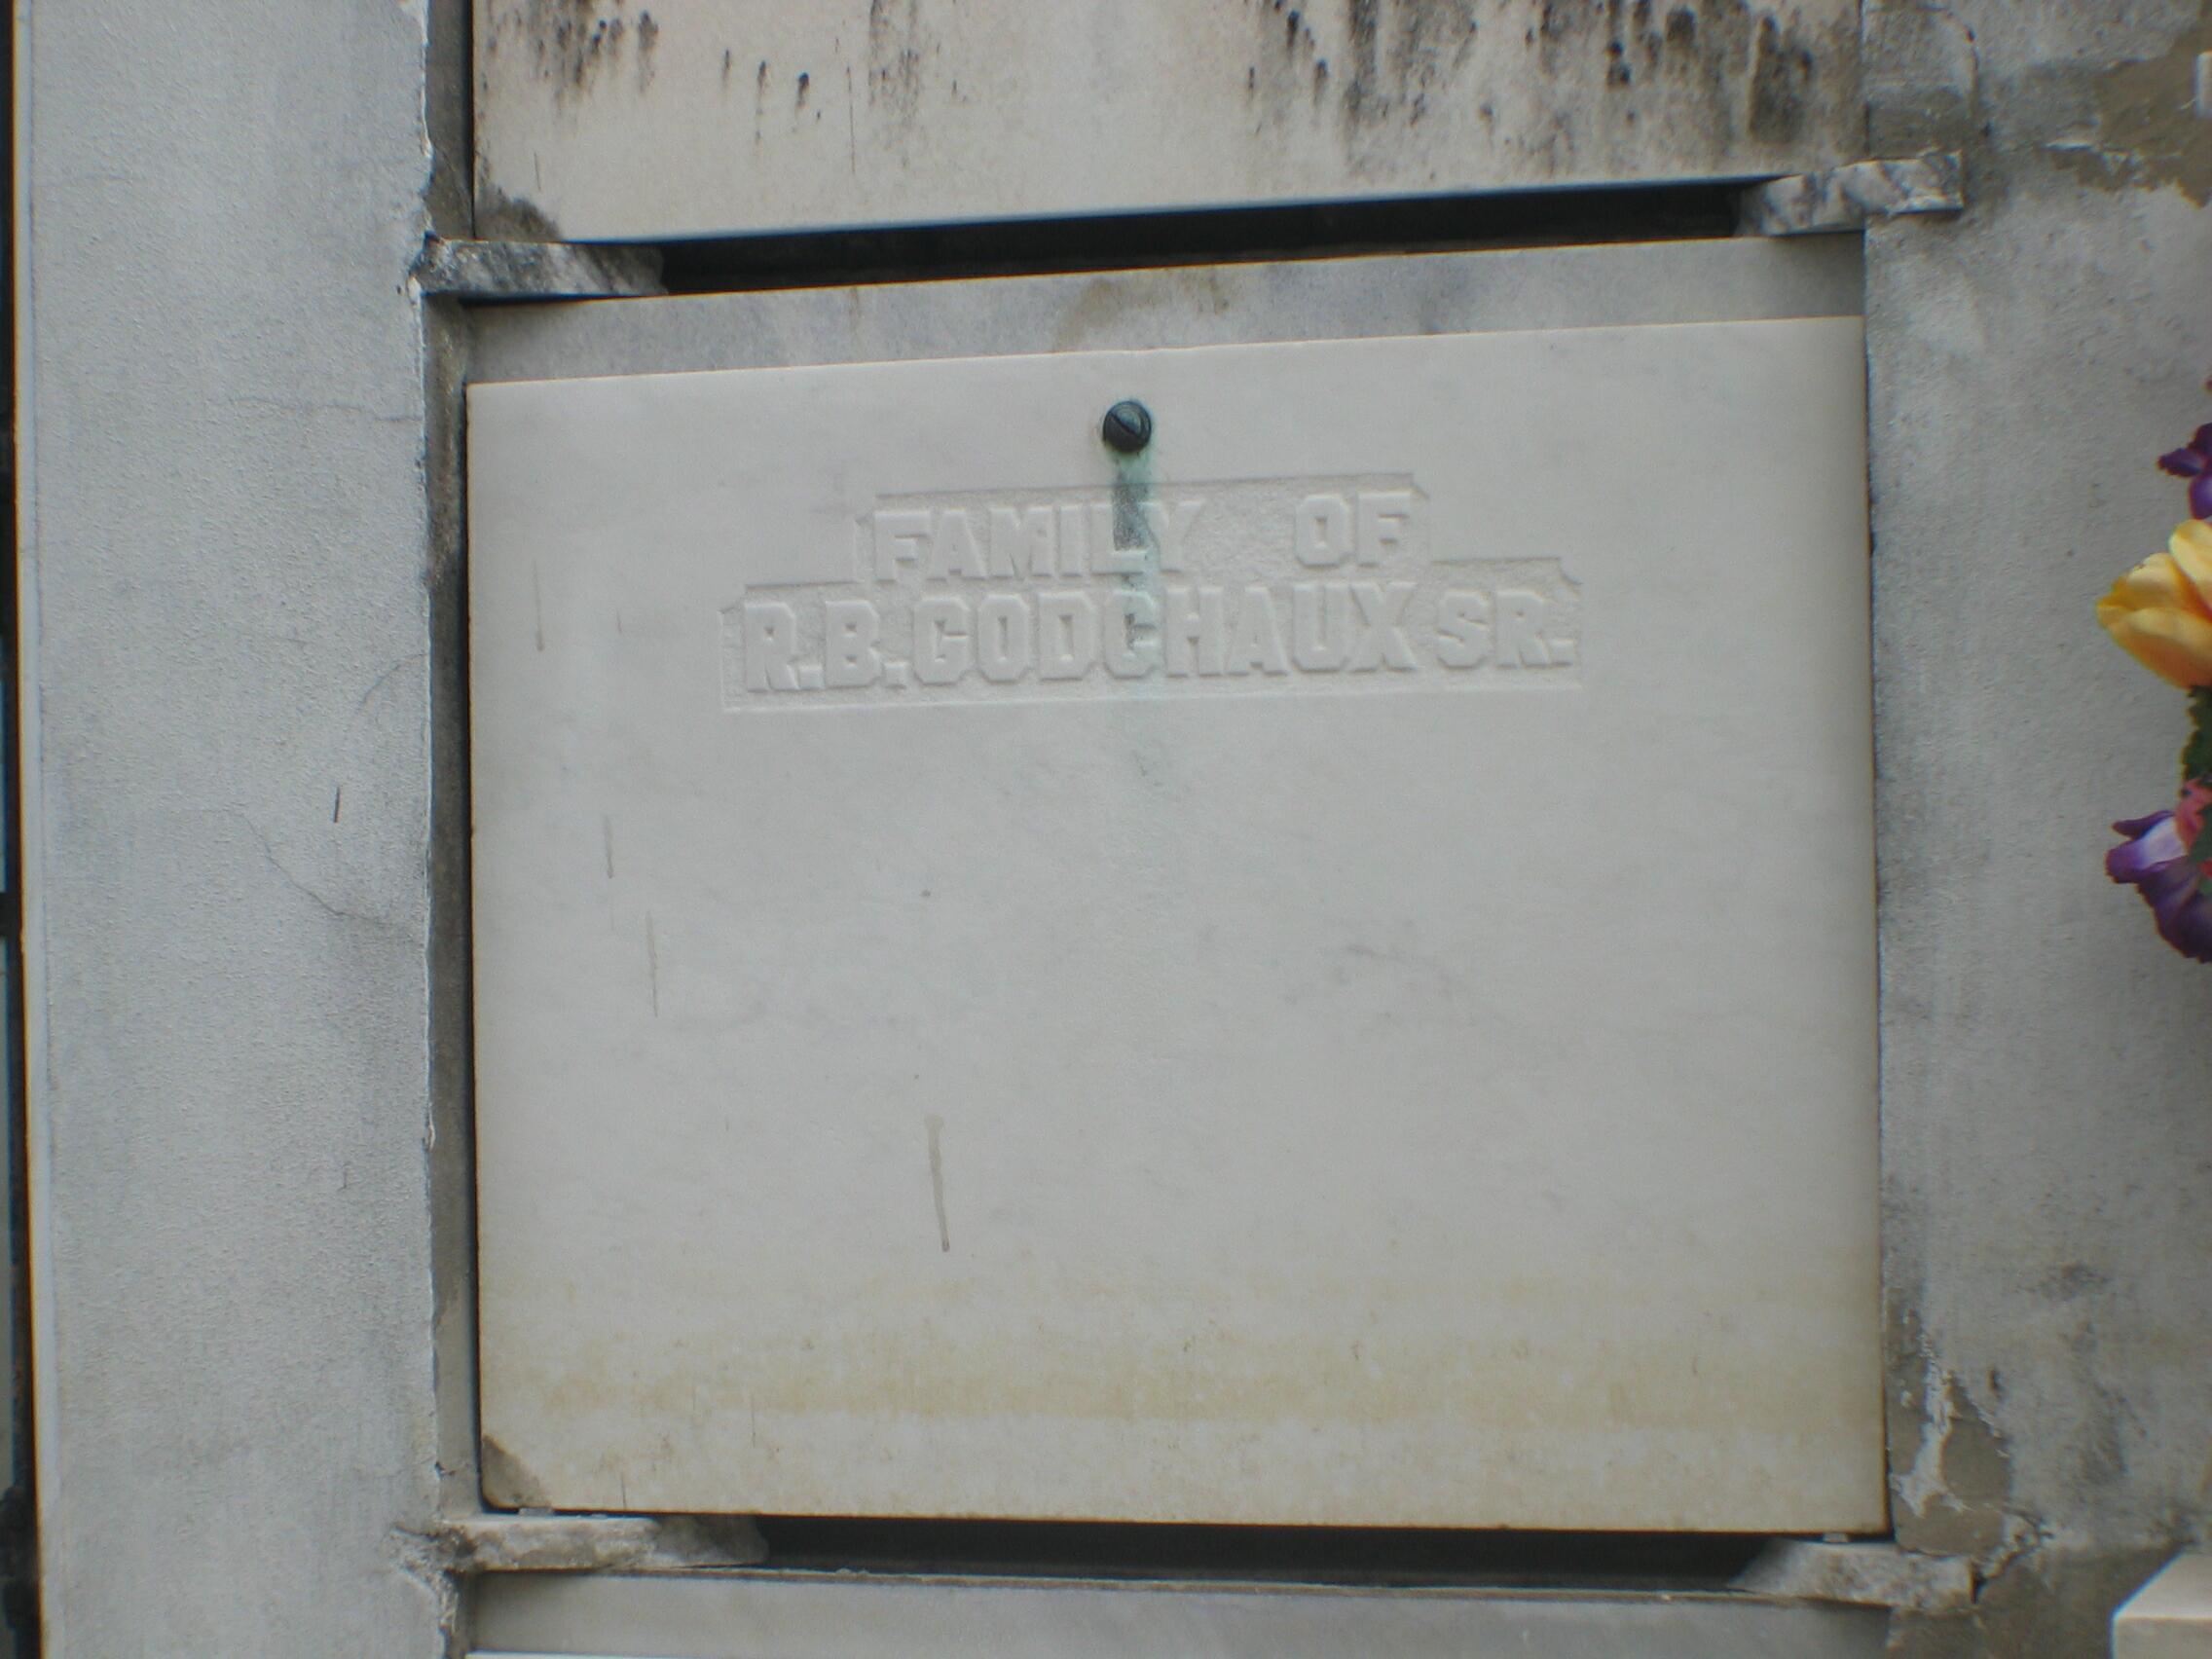 FAMILY OF
R.B. GODCHAUX SR.